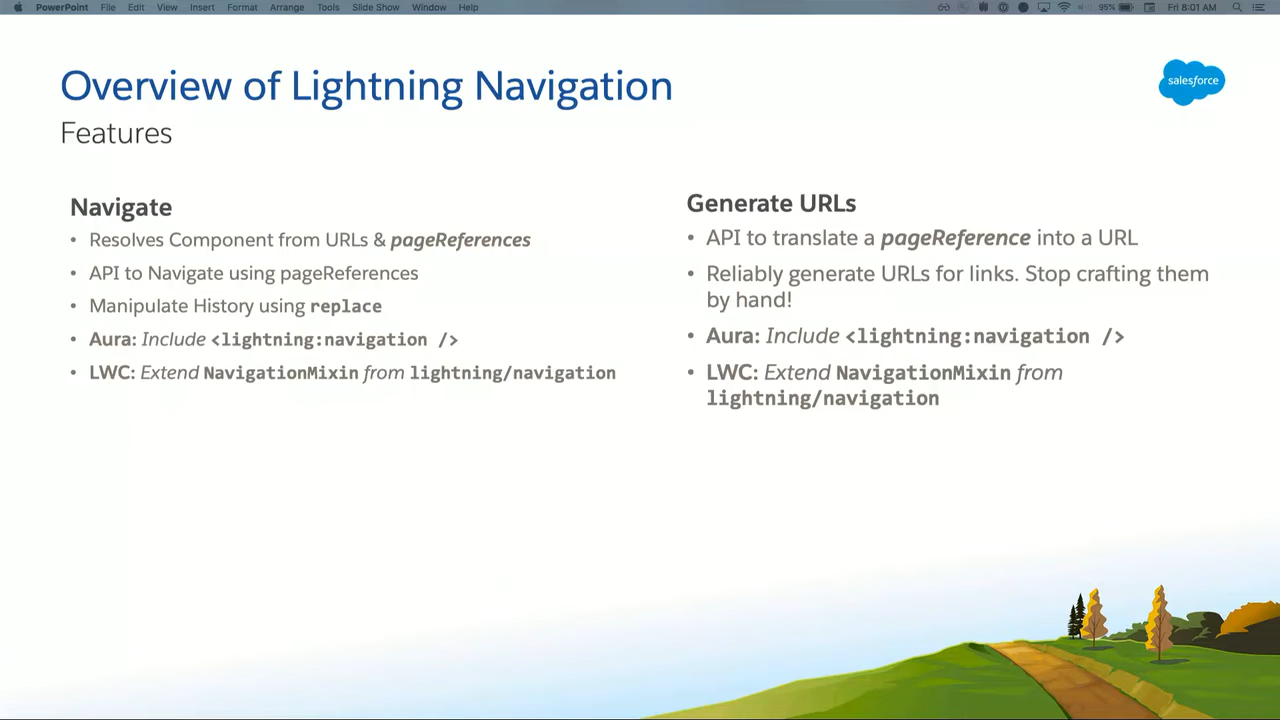 PowerPoint File Edit View Insert Format Arrange Tools Slide Show Window Help 95% Fri 8:01 AM
Overview of Lightning Navigation
salesforce
Features
Navigate
• Resolves Component from URLs & pageReferences
• API to Navigate using pageReferences
• Manipulate History using replace
• Aura: Include <lightning:navigation />
• LWC: Extend NavigationMixin from lightning/navigation
Generate URLs
• API to translate a pageReference into a URL
• Reliably generate URLs for links. Stop crafting them
by hand!
• Aura: Include <lightning:navigation />
• LWC: Extend NavigationMixin from
lightning/navigation